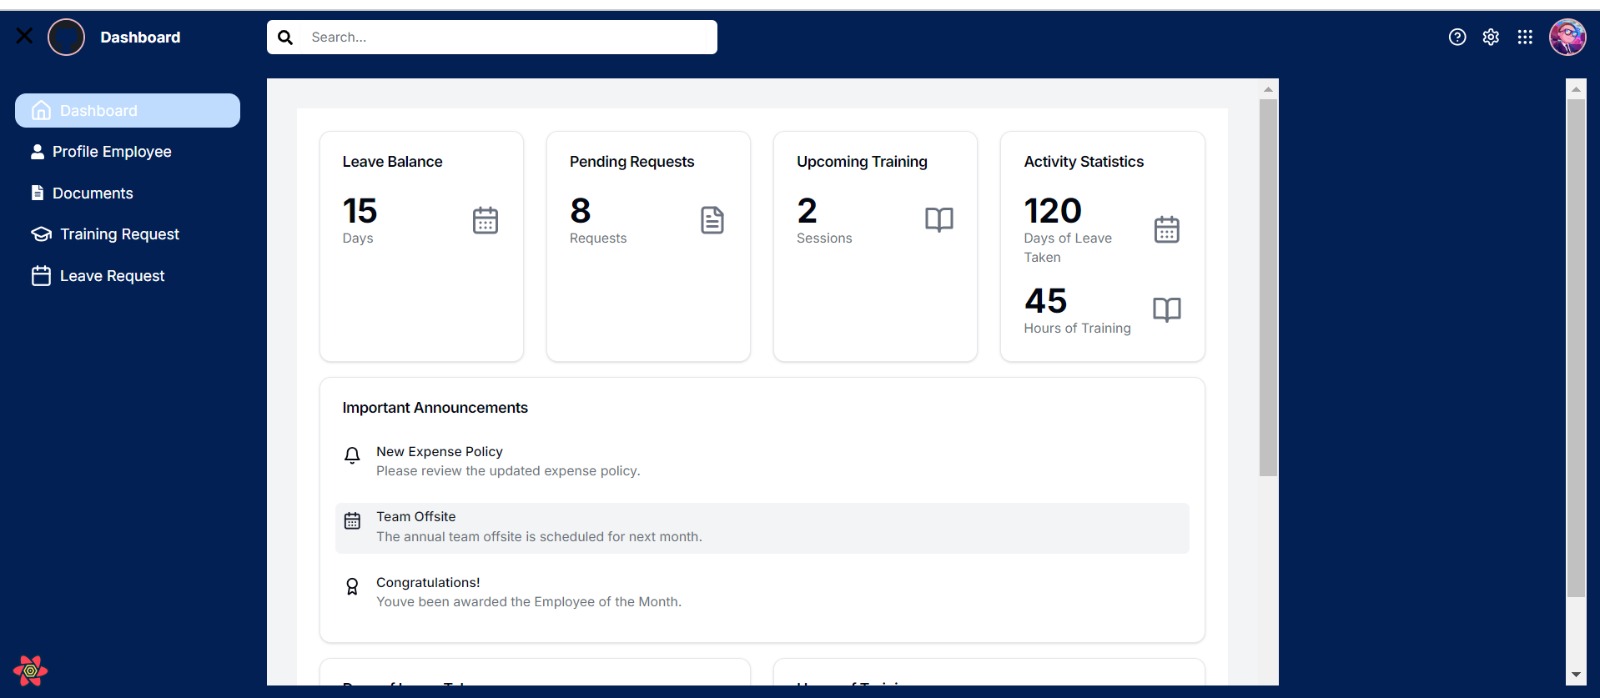 Dashboard
Search...
Dashboard
Profile Employee
Documents
Training Request
Leave Request
Leave Balance
15
Days
Pending Requests
8
Requests
Upcoming Training
2
Sessions
Activity Statistics
120
Days of Leave
Taken
45
Hours of Training
Important Announcements
New Expense Policy
Please review the updated expense policy.
Team Offsite
The annual team offsite is scheduled for next month.
Congratulations!
Youve been awarded the Employee of the Month.